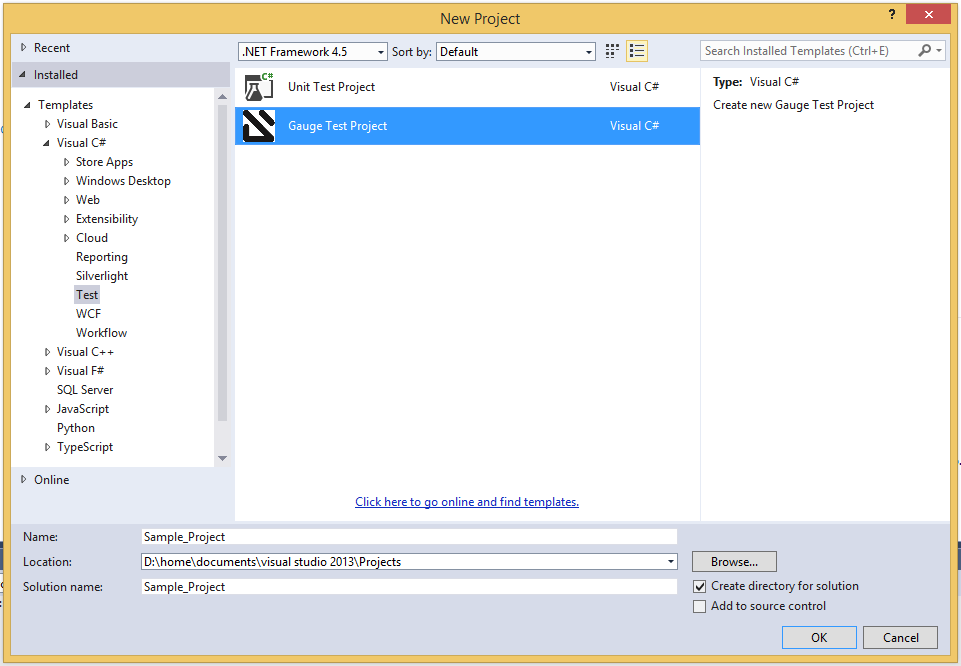 New Project
?
Recent
Installed
Templates
Visual Basic
Visual C#
Store Apps
Windows Desktop
Web
Extensibility
Cloud
Reporting
Silverlight
Test
WCF
Workflow
Visual C++
Visual F#
SQL Server
JavaScript
Python
TypeScript
Online
.NET Framework 4.5 Sort by: Default
C# Unit Test Project Visual C#
Gauge Test Project Visual C#
Click here to go online and find templates.
Search Installed Templates (Ctrl+E)
Type: Visual C#
Create new Gauge Test Project
Name: Sample_Project
Location: D:\home\documents\visual studio 2013\Projects Browse...
Solution name: Sample_Project
Create directory for solution
Add to source control
OK Cancel